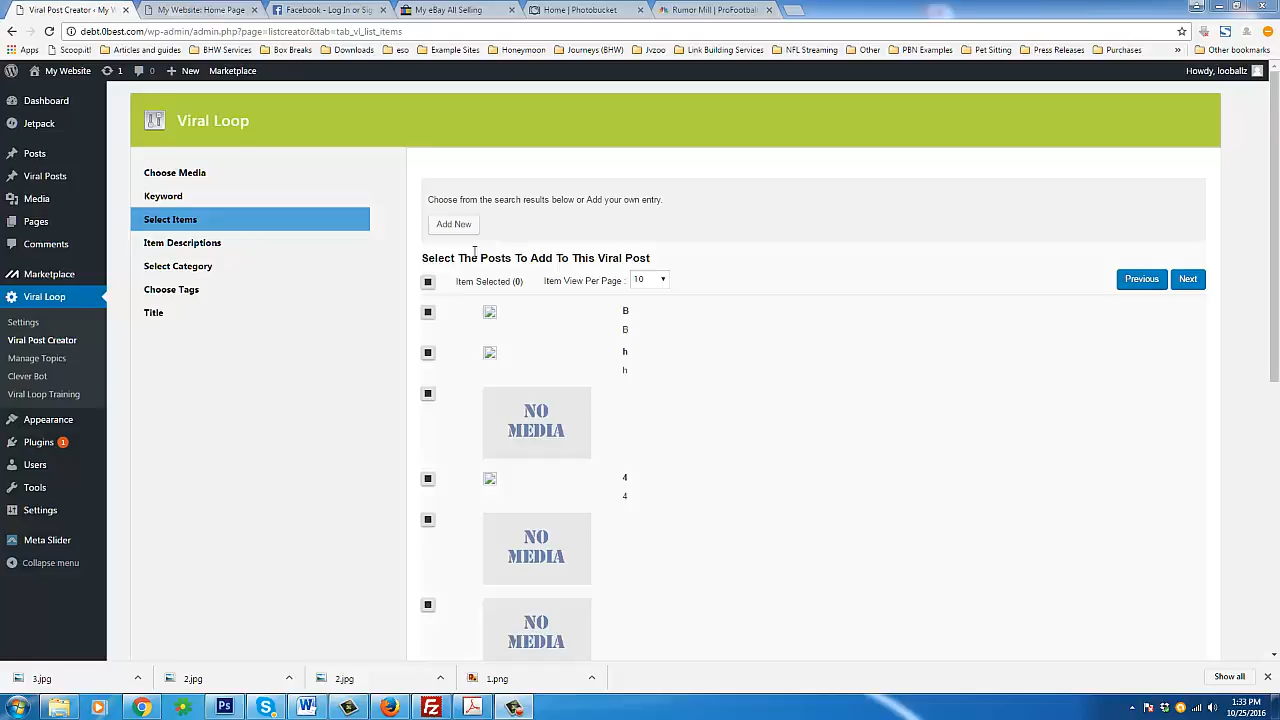 Viral Post Creator ‹ My W
My Website: Home Page
Facebook - Log In or Sig
My eBay All Selling
Home | Photobucket
Rumor Mill | ProFootball
debt.0best.com/wp-admin/admin.php?page=listcreator&tab=tab_vl_list_items
Apps
Scoop.it!
Articles and guides
BHW Services
Box Breaks
Downloads
eso
Example Sites
Honeymoon
Journeys (BHW)
Jvzoo
Link Building Services
NFL Streaming
Other
PBN Examples
Pet Sitting
Press Releases
Purchases
»
Other bookmarks
My Website
1
0
New
Marketplace
Howdy, looballz
Dashboard
Jetpack
Posts
Viral Posts
Media
Pages
Comments
Marketplace
Viral Loop
Settings
Viral Post Creator
Manage Topics
Clever Bot
Viral Loop Training
Appearance
Plugins 1
Users
Tools
Settings
Meta Slider
Collapse menu
Viral Loop
Choose Media
Keyword
Select Items
Item Descriptions
Select Category
Choose Tags
Title
Choose from the search results below or Add your own entry.
Add New
Select The Posts To Add To This Viral Post
Item Selected (0)
Item View Per Page :
10
Previous
Next
B
B
h
h
NO
MEDIA
4
4
NO
MEDIA
NO
MEDIA
3.jpg
2.jpg
2.jpg
1.png
Show all
1:33 PM
10/25/2016